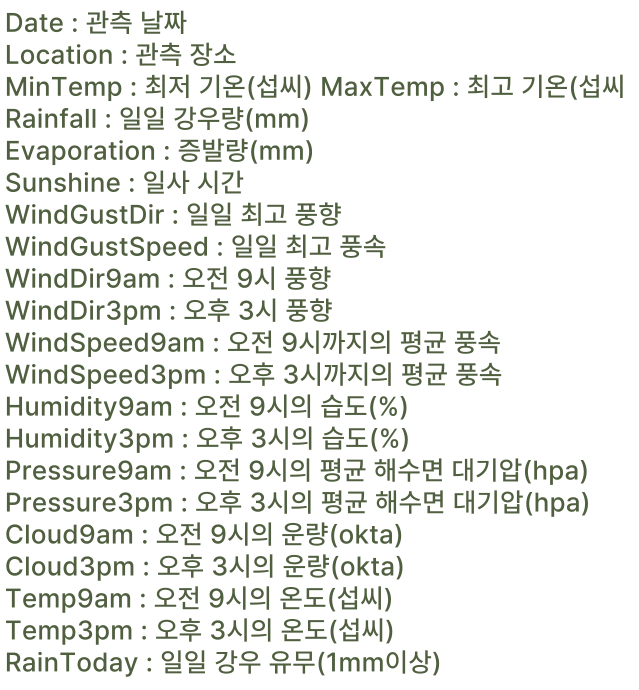 Date : 관측 날짜
Location : 관측 장소
MinTemp : 최저 기온(섭씨) MaxTemp : 최고 기온(섭씨
Rainfall : 일일 강우량(mm)
Evaporation : 증발량(mm)
Sunshine : 일사 시간
WindGustDir : 일일 최고 풍향
WindGustSpeed : 일일 최고 풍속
WindDir9am : 오전 9시 풍향
WindDir3pm : 오후 3시 풍향
WindSpeed9am : 오전 9시까지의 평균 풍속
WindSpeed3pm : 오후 3시까지의 평균 풍속
Humidity9am : 오전 9시의 습도(%)
Humidity3pm : 오후 3시의 습도(%)
Pressure9am : 오전 9시의 평균 해수면 대기압(hpa)
Pressure3pm : 오후 3시의 평균 해수면 대기압(hpa)
Cloud9am : 오전 9시의 운량(okta)
Cloud3pm : 오후 3시의 운량(okta)
Temp9am : 오전 9시의 온도(섭씨)
Temp3pm : 오후 3시의 온도(섭씨)
RainToday : 일일 강우 유무(1mm이상)